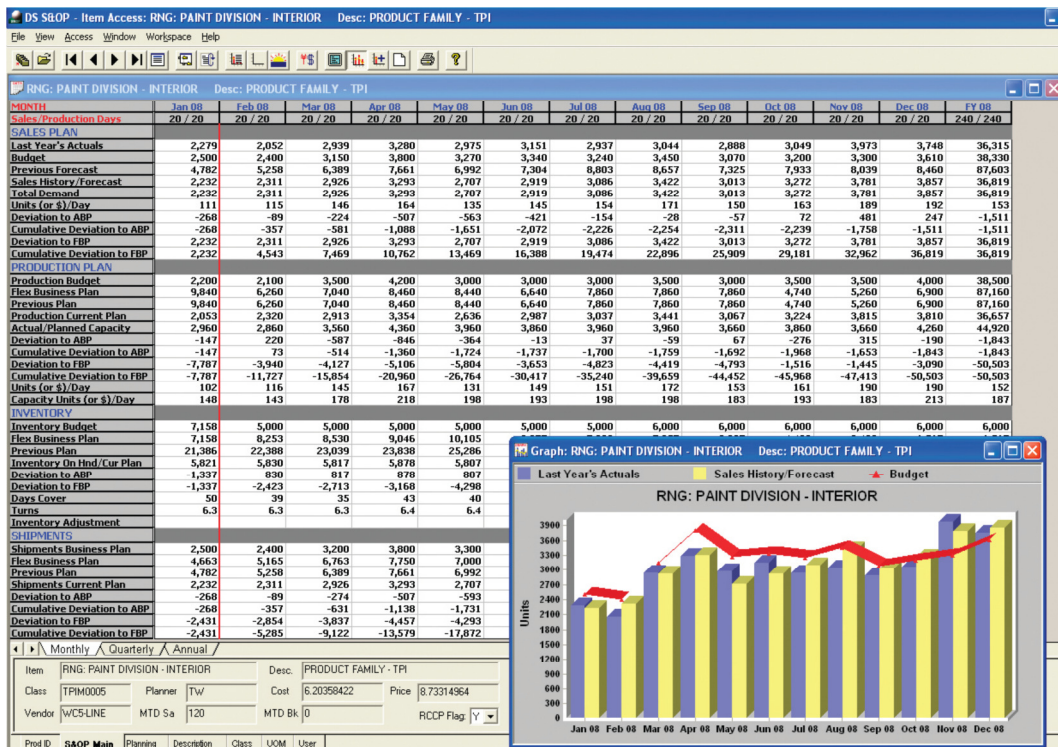 DS S&OP - Item Access: RNG: PAINT DIVISION - INTERIOR Desc: PRODUCT FAMILY - TPI
File View Access Window Workspace Help
RNG: PAINT DIVISION - INTERIOR Desc: PRODUCT FAMILY - TPI
MONTH Jan 08 Feb 08 Mar 08 Apr 08 May 08 Jun 08 Jul 08 Aug 08 Sep 08 Oct 08 Nov 08 Dec 08 FY 08
Sales/Production Days 20 / 20 20 / 20 20 / 20 20 / 20 20 / 20 20 / 20 20 / 20 20 / 20 20 / 20 20 / 20 20 / 20 20 / 20 240 / 240
SALES PLAN
Last Year's Actuals 2,279 2,052 2,939 3,280 2,975 3,151 2,937 3,044 2,888 3,049 3,973 3,748 36,315
Budget 2,500 2,400 3,150 3,800 3,270 3,340 3,240 3,450 3,070 3,200 3,300 3,610 38,330
Previous Forecast 4,782 5,258 6,389 7,661 6,992 7,304 8,803 8,657 7,325 7,933 8,039 8,460 87,603
Sales History/Forecast 2,232 2,311 2,926 3,293 2,707 2,919 3,086 3,422 3,013 3,272 3,781 3,857 36,819
Total Demand 2,232 2,311 2,926 3,293 2,707 2,919 3,086 3,422 3,013 3,272 3,781 3,857 36,819
Units (or $)/Day 111 115 146 164 135 145 154 171 150 163 189 192 153
Deviation to ABP -268 -89 -224 -507 -563 -421 -154 -28 -57 72 481 247 -1,511
Cumulative Deviation to ABP -268 -357 -581 -1,088 -1,651 -2,072 -2,226 -2,254 -2,311 -2,239 -1,758 -1,511 -1,511
Deviation to FBP 2,232 2,311 2,926 3,293 2,707 2,919 3,086 3,422 3,013 3,272 3,781 3,857 36,819
Cumulative Deviation to FBP 2,232 4,543 7,469 10,762 13,469 16,388 19,474 22,896 25,909 29,181 32,962 36,819 36,819
PRODUCTION PLAN
Production Budget 2,200 2,100 3,500 4,200 3,000 3,000 3,000 3,500 3,000 3,500 3,500 4,000 38,500
Flex Business Plan 9,840 6,260 7,040 8,460 8,440 6,640 7,860 7,860 7,860 4,740 5,260 6,900 87,160
Previous Plan 9,840 6,260 7,040 8,460 8,440 6,640 7,860 7,860 7,860 4,740 5,260 6,900 87,160
Production Current Plan 2,053 2,320 2,913 3,354 2,636 2,987 3,037 3,441 3,067 3,224 3,815 3,810 36,657
Actual/Planned Capacity 2,960 2,860 3,560 4,360 3,960 3,860 3,960 3,960 3,660 3,860 3,660 4,260 44,920
Deviation to ABP -147 220 -587 -846 -364 -13 37 -59 67 -276 315 -190 -1,843
Cumulative Deviation to ABP -147 73 -514 -1,360 -1,724 -1,737 -1,700 -1,759 -1,692 -1,968 -1,653 -1,843 -1,843
Deviation to FBP -7,787 -3,940 -4,127 -5,106 -5,804 -3,653 -4,823 -4,419 -4,793 -1,516 -1,445 -3,090 -50,503
Cumulative Deviation to FBP -7,787 -11,727 -15,854 -20,960 -26,764 -30,417 -35,240 -39,659 -44,452 -45,968 -47,413 -50,503 -50,503
Units (or $)/Day 102 116 145 167 131 149 151 172 153 161 190 190 152
Capacity Units (or $)/Day 148 143 178 218 198 193 198 198 183 193 183 213 187
INVENTORY
Inventory Budget 7,158 5,000 5,000 5,000 5,000 5,000 5,000 6,000 6,000 6,000 6,000 6,000 6,000
Flex Business Plan 7,158 8,253 8,530 9,046 10,105
Previous Plan 21,386 22,388 23,039 23,838 25,286
Inventory On Hnd/Cur Plan 5,821 5,830 5,817 5,878 5,807
Deviation to ABP -1,337 830 817 878 807
Deviation to FBP -1,337 -2,423 -2,713 -3,168 -4,298
Days Cover 50 39 35 43 40
Turns 6.3 6.3 6.3 6.4 6.4
Inventory Adjustment
SHIPMENTS
Shipments Business Plan 2,500 2,400 3,200 3,800 3,300
Flex Business Plan 4,663 5,165 6,763 7,750 7,000
Previous Plan 4,782 5,258 6,389 7,661 6,992
Shipments Current Plan 2,232 2,311 2,926 3,293 2,707
Deviation to ABP -268 -89 -274 -507 -593
Cumulative Deviation to ABP -268 -357 -631 -1,138 -1,731
Deviation to FBP -2,431 -2,854 -3,837 -4,457 -4,293
Cumulative Deviation to FBP -2,431 -5,285 -9,122 -13,579 -17,872
Graph: RNG: PAINT DIVISION - INTERIOR Desc: PRODUCT FAMILY - TPI
Last Year's Actuals Sales History/Forecast Budget
RNG: PAINT DIVISION - INTERIOR
Units
3900
3600
3300
3000
2700
2400
2100
1800
1500
1200
900
600
300
0
Jan 08 Feb 08 Mar 08 Apr 08 May 08 Jun 08 Jul 08 Aug 08 Sep 08 Oct 08 Nov 08 Dec 08
Monthly Quarterly Annual
Item RNG: PAINT DIVISION - INTERIOR Desc. PRODUCT FAMILY - TPI
Class TPIM0005 Planner TW Cost 6.20358422 Price 8.73314964
Vendor WC5-LINE MTD Sa 120 MTD Bk 0 RCCP Flag: Y
Prod ID S&OP Main Planning Description Class UOM User